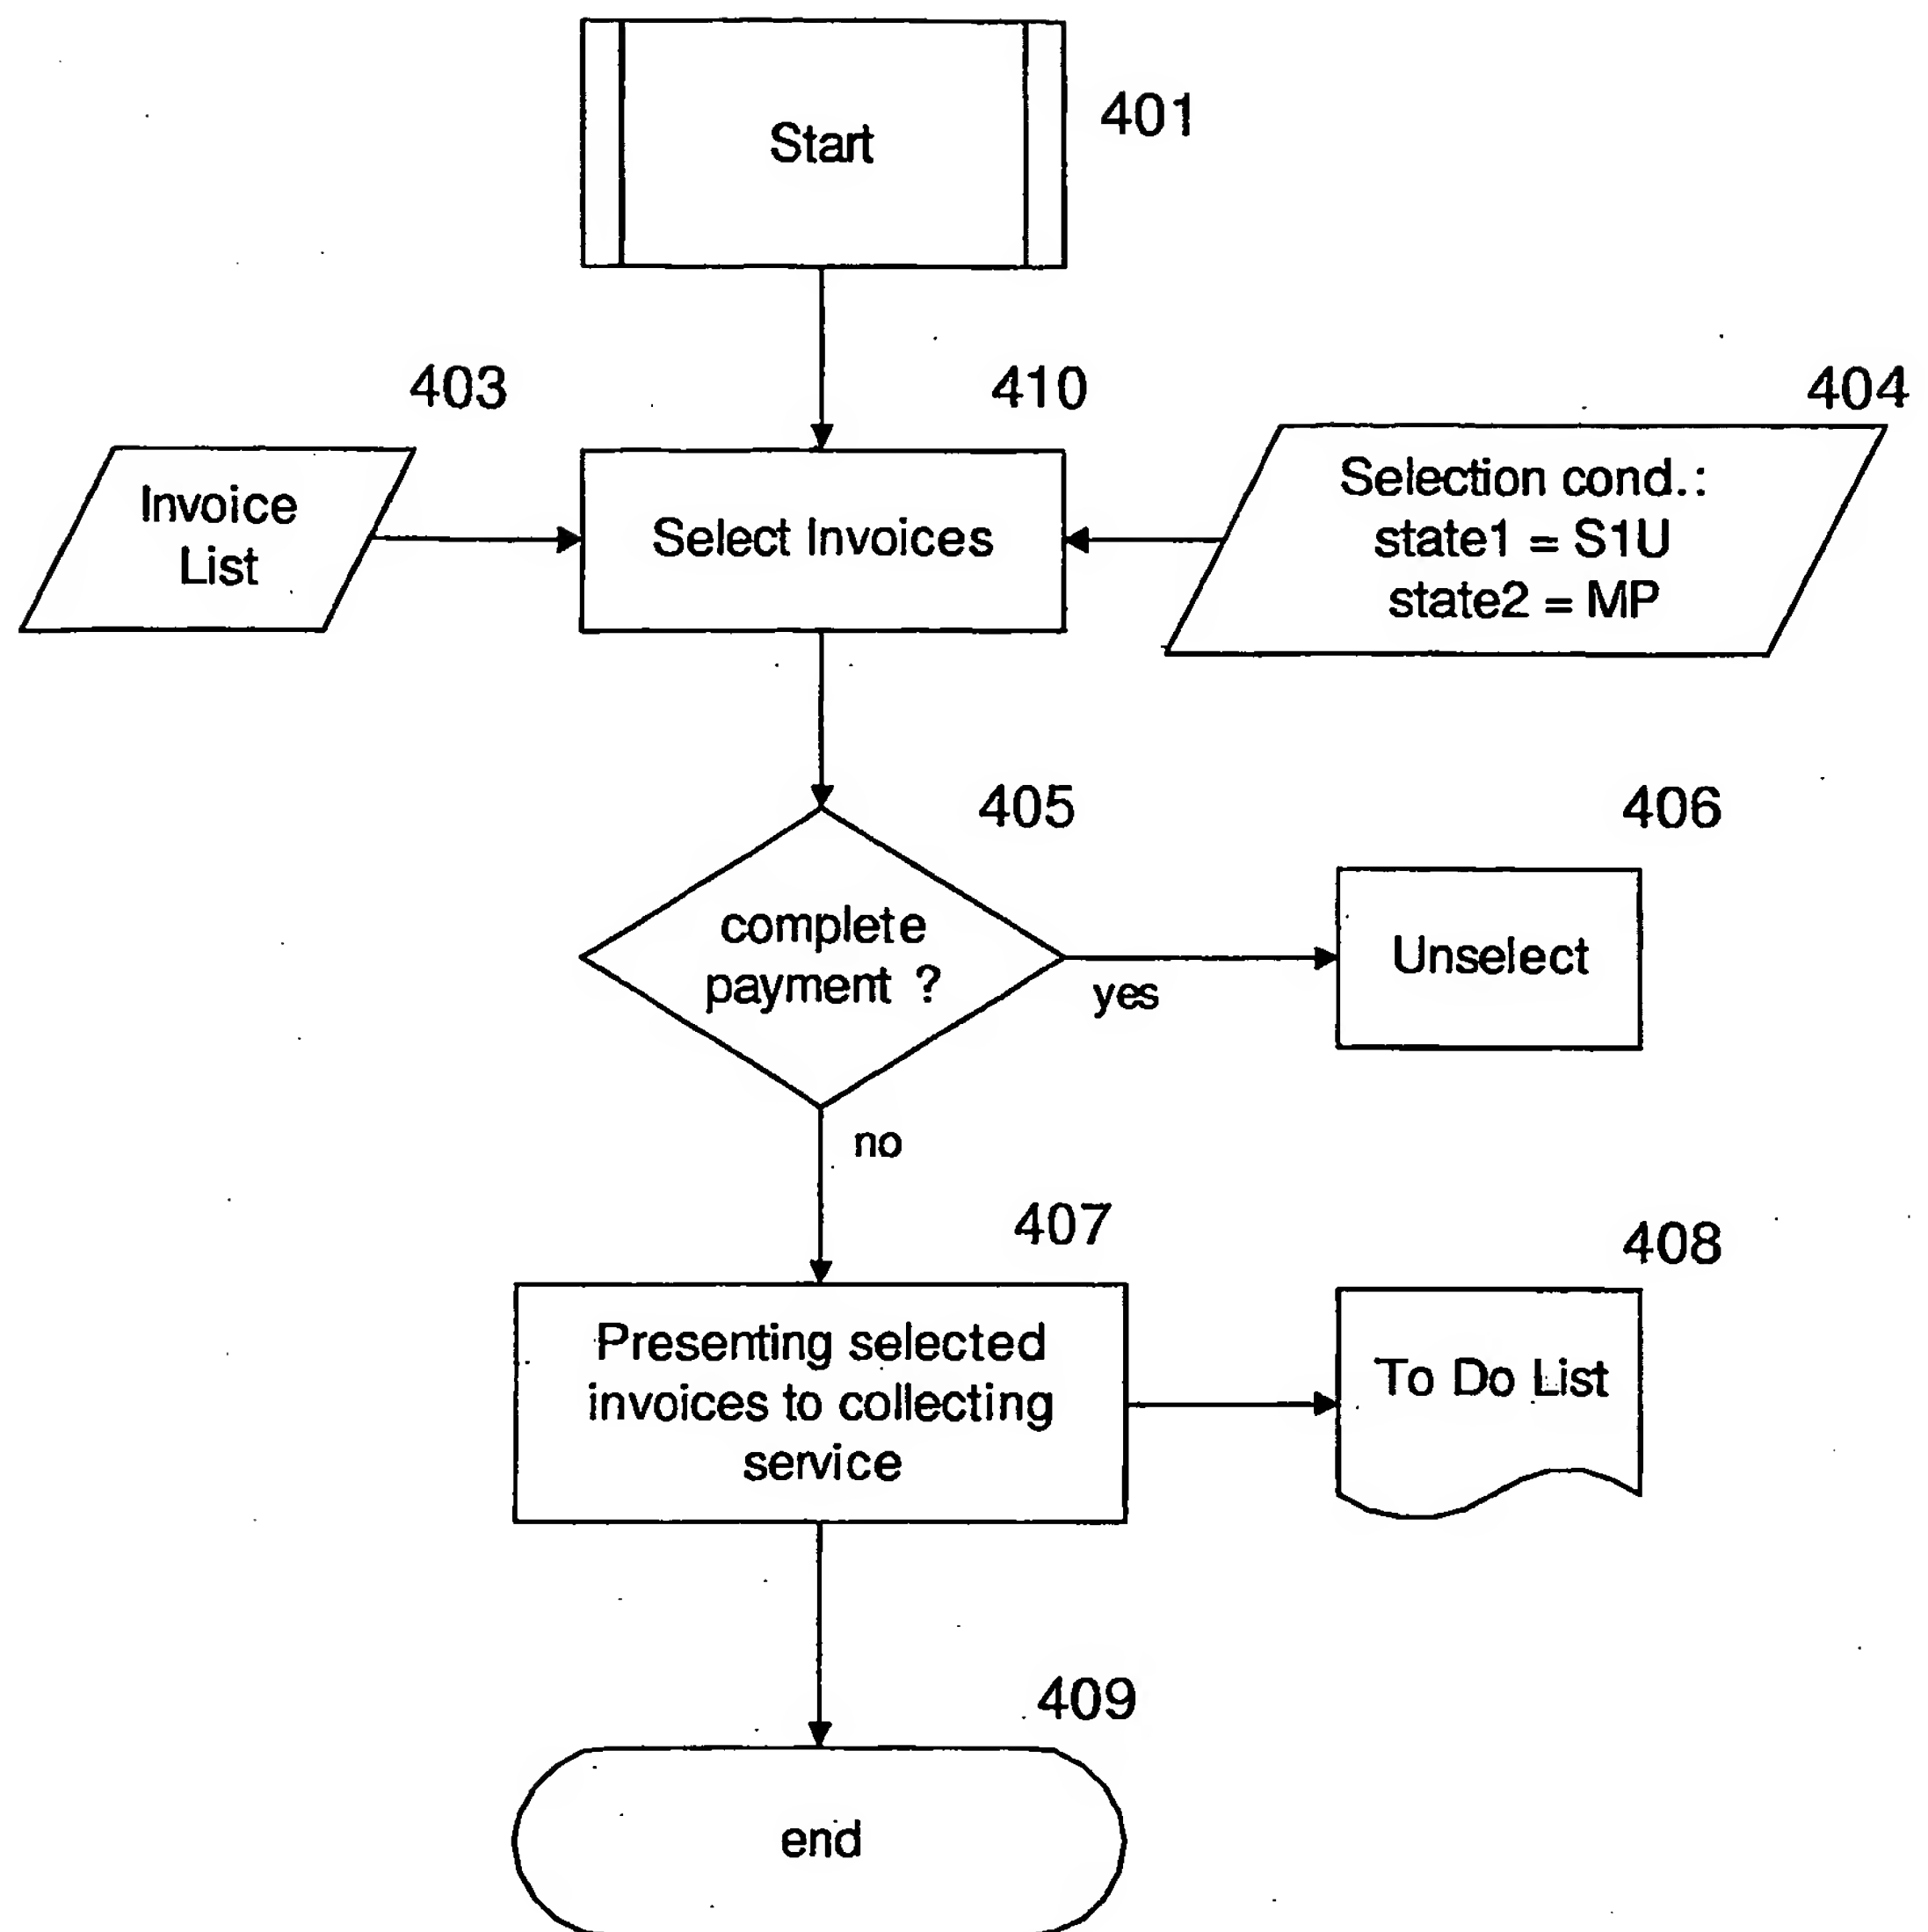 Start
401
403
410
404
Invoice
List
Select Invoices
Selection cond.:
state1 = S1U
state2 = MP
405
406
complete
payment ?
yes
Unselect
no
407
408
Presenting selected
invoices to collecting
service
To Do List
409
end